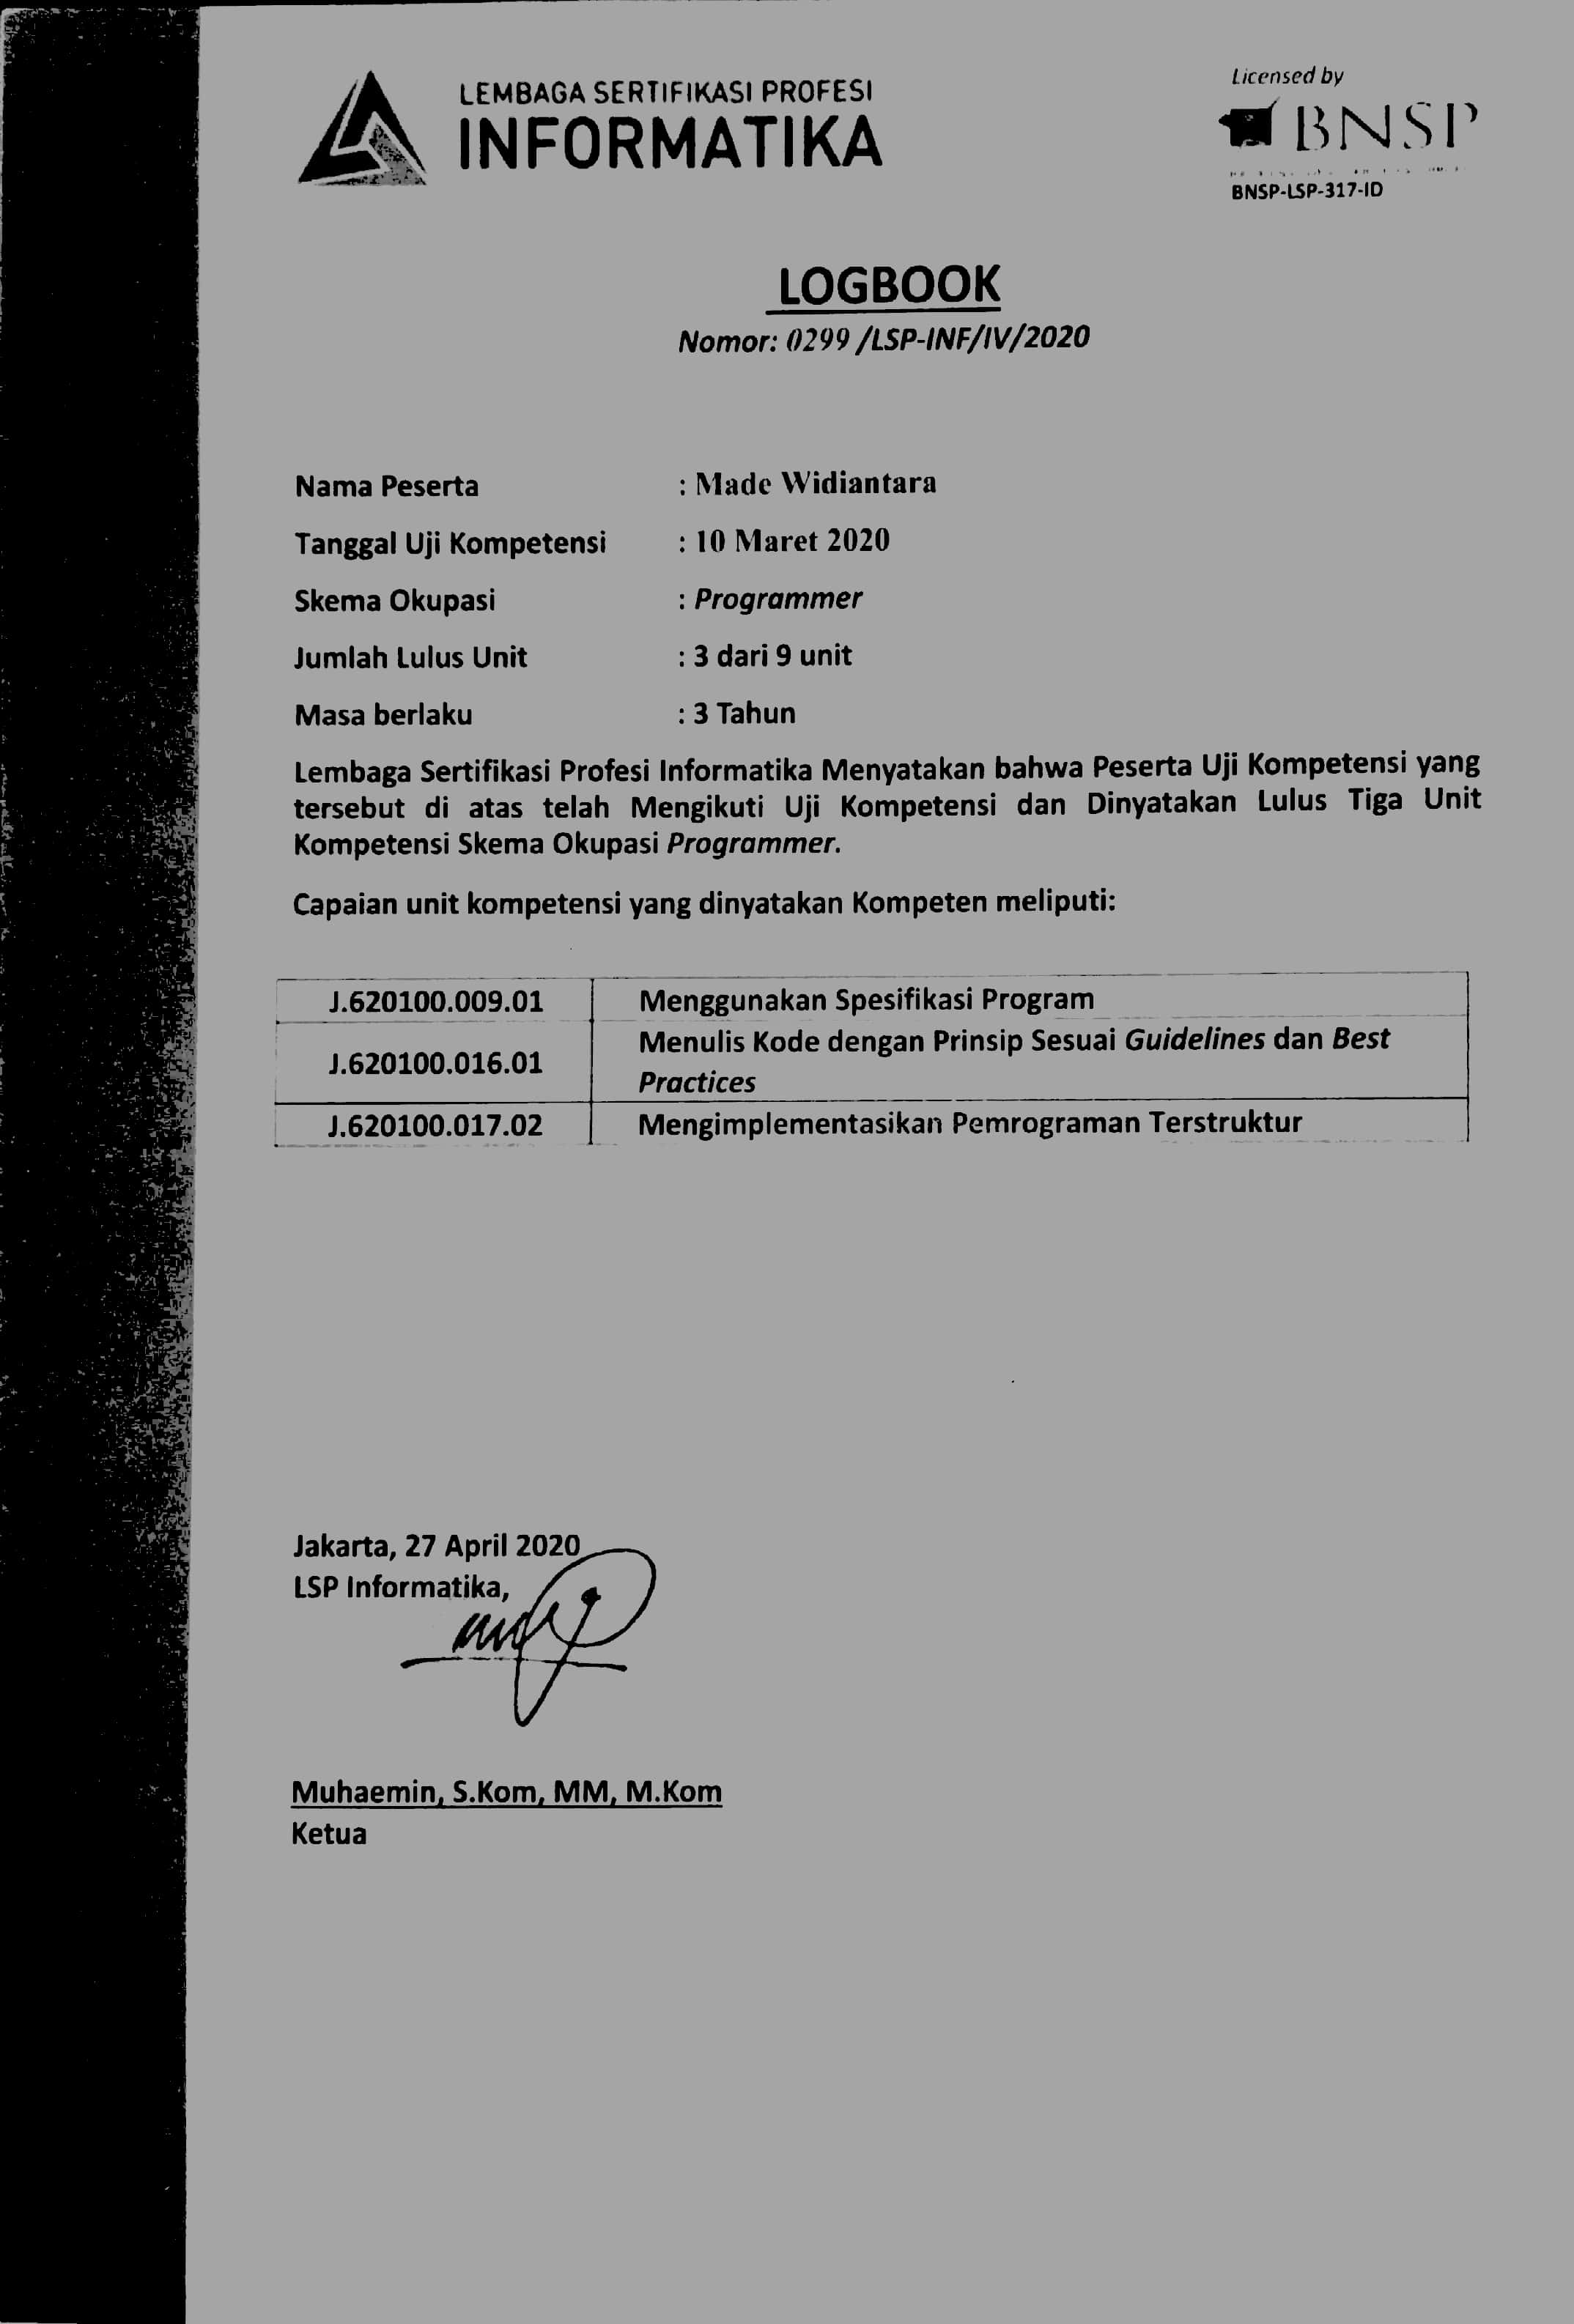 LEMBAGA SERTIFIKASI PROFESI
INFORMATIKA
Licensed by
BNSP
BNSP-LSP-317-ID
LOGBOOK
Nomor: 0299 /LSP-INF/IV/2020
Nama Peserta : Made Widiantara
Tanggal Uji Kompetensi : 10 Maret 2020
Skema Okupasi : Programmer
Jumlah Lulus Unit : 3 dari 9 unit
Masa berlaku : 3 Tahun
Lembaga Sertifikasi Profesi Informatika Menyatakan bahwa Peserta Uji Kompetensi yang
tersebut di atas telah Mengikuti Uji Kompetensi dan Dinyatakan Lulus Tiga Unit
Kompetensi Skema Okupasi Programmer.
Capaian unit kompetensi yang dinyatakan Kompeten meliputi:
J.620100.009.01 Menggunakan Spesifikasi Program
J.620100.016.01 Menulis Kode dengan Prinsip Sesuai Guidelines dan Best
Practices
J.620100.017.02 Mengimplementasikan Pemrograman Terstruktur
Jakarta, 27 April 2020
LSP Informatika,
Muhaemin, S.Kom, MM, M.Kom
Ketua